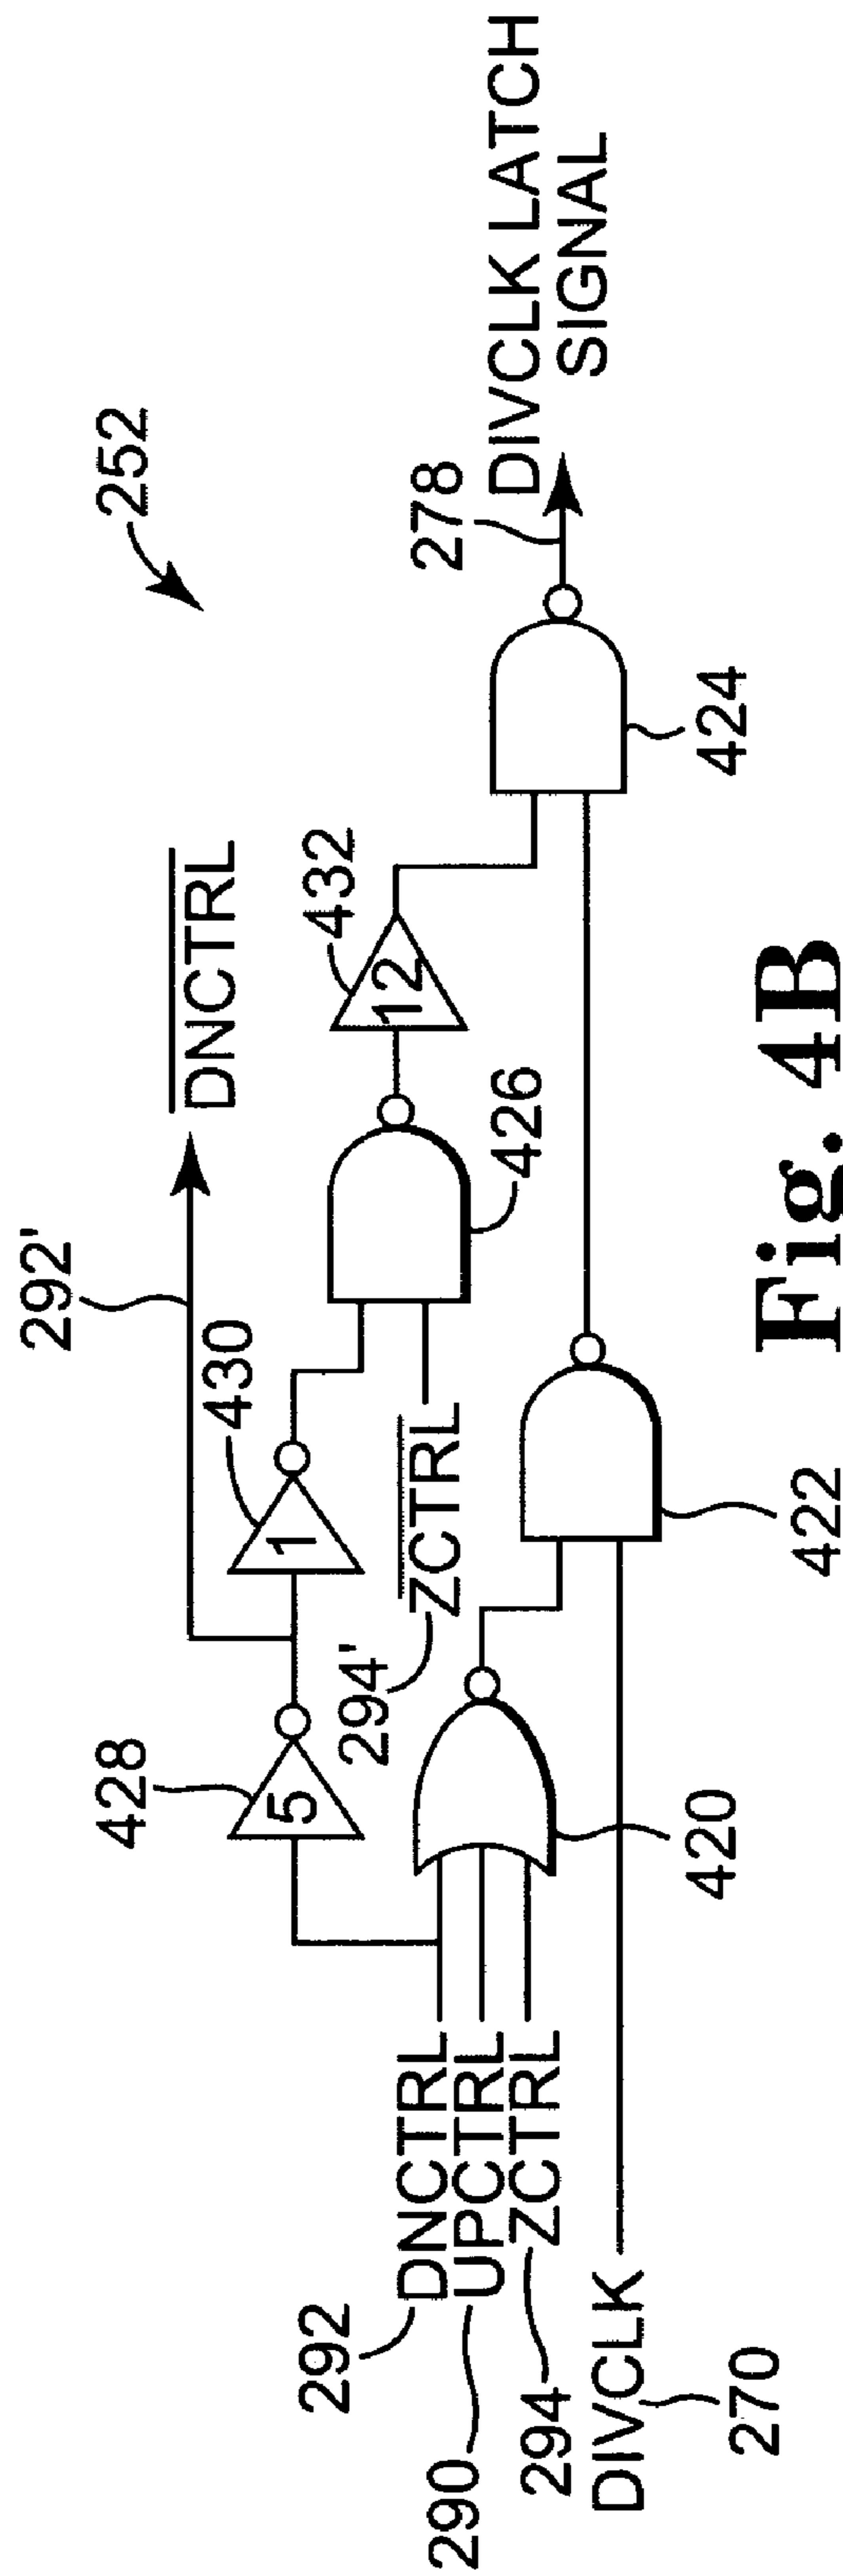 252
292'
DNCTRL
428
5
430
1
432
12
278
DIVCLK LATCH
SIGNAL
294'
ZCTRL
426
424
292
DNCTRL
290
UPCTRL
294
ZCTRL
DIVCLK
270
420
422
Fig. 4B